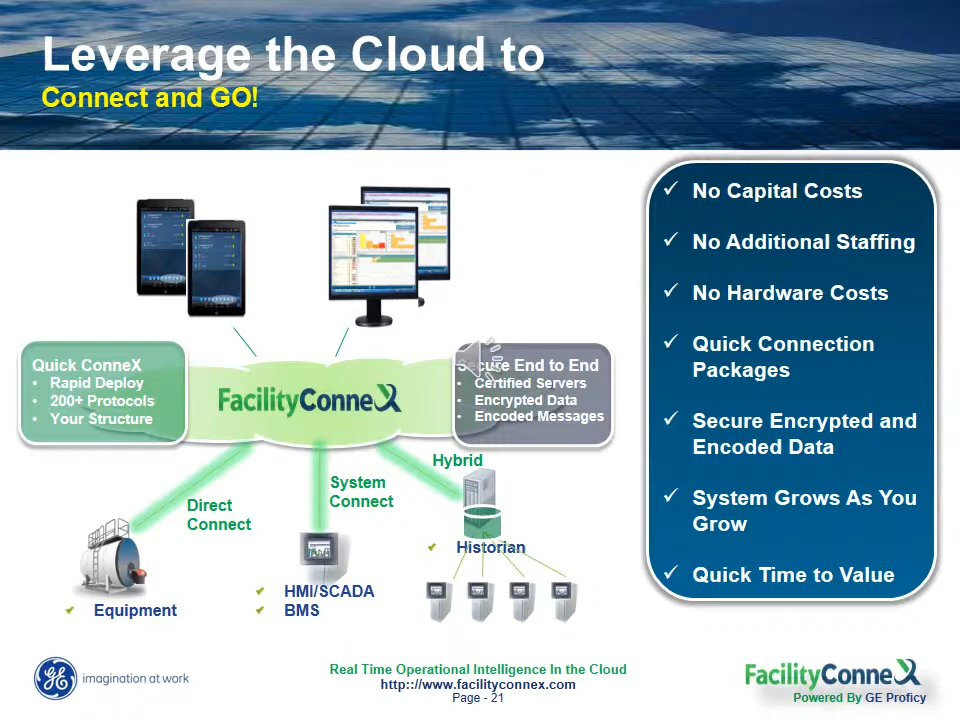 Leverage the Cloud to
Connect and GO!
Quick ConneX
• Rapid Deploy
• 200+ Protocols
• Your Structure
FacilityConneX
Secure End to End
• Certified Servers
• Encrypted Data
• Encoded Messages
Direct
Connect
System
Connect
Hybrid
✓ Equipment
✓ HMI/SCADA
✓ BMS
✓ Historian
✓ No Capital Costs
✓ No Additional Staffing
✓ No Hardware Costs
✓ Quick Connection
Packages
✓ Secure Encrypted and
Encoded Data
✓ System Grows As You
Grow
✓ Quick Time to Value
GE imagination at work
Real Time Operational Intelligence In the Cloud
http:://www.facilityconnex.com
Page - 21
FacilityConneX
Powered By GE Proficy